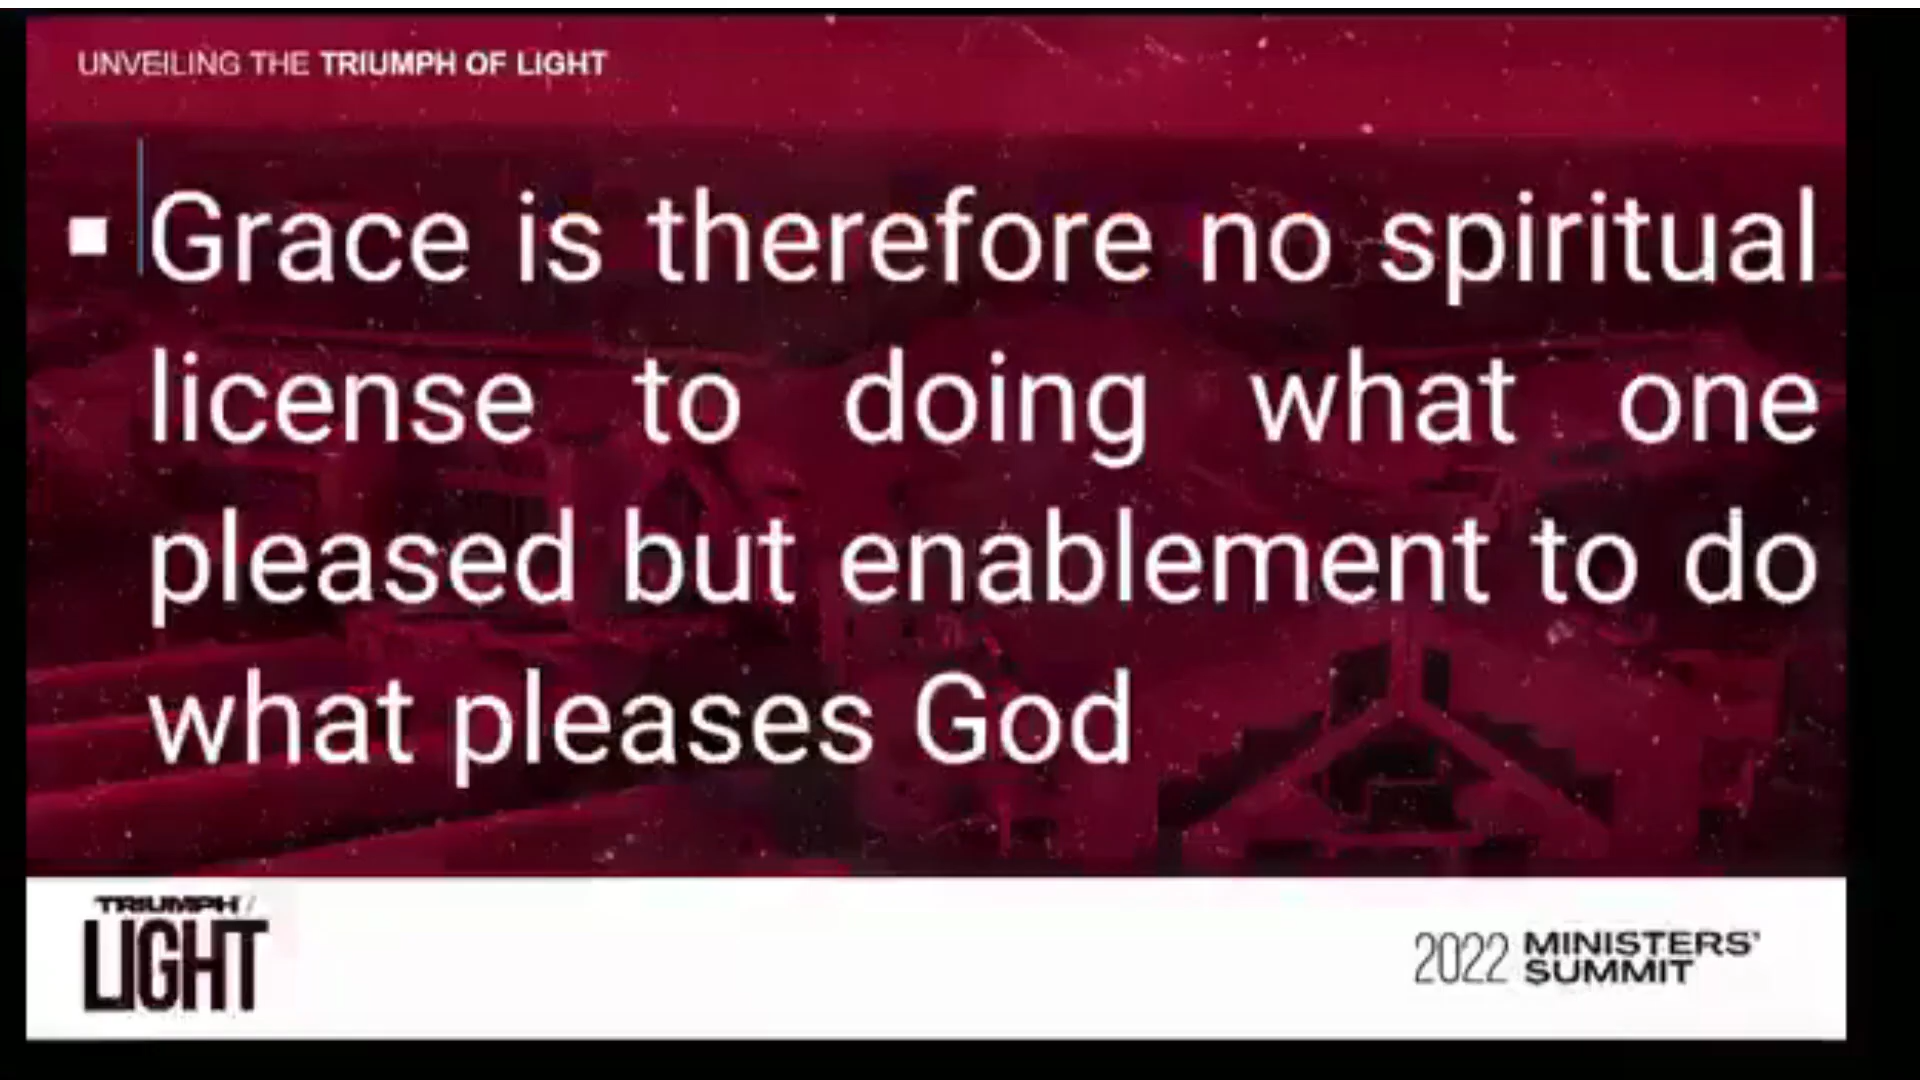 UNVEILING THE TRIUMPH OF LIGHT
▪ Grace is therefore no spiritual
license to doing what one
pleased but enablement to do
what pleases God
TRIUMPH /
LIGHT
2022 MINISTERS'
SUMMIT